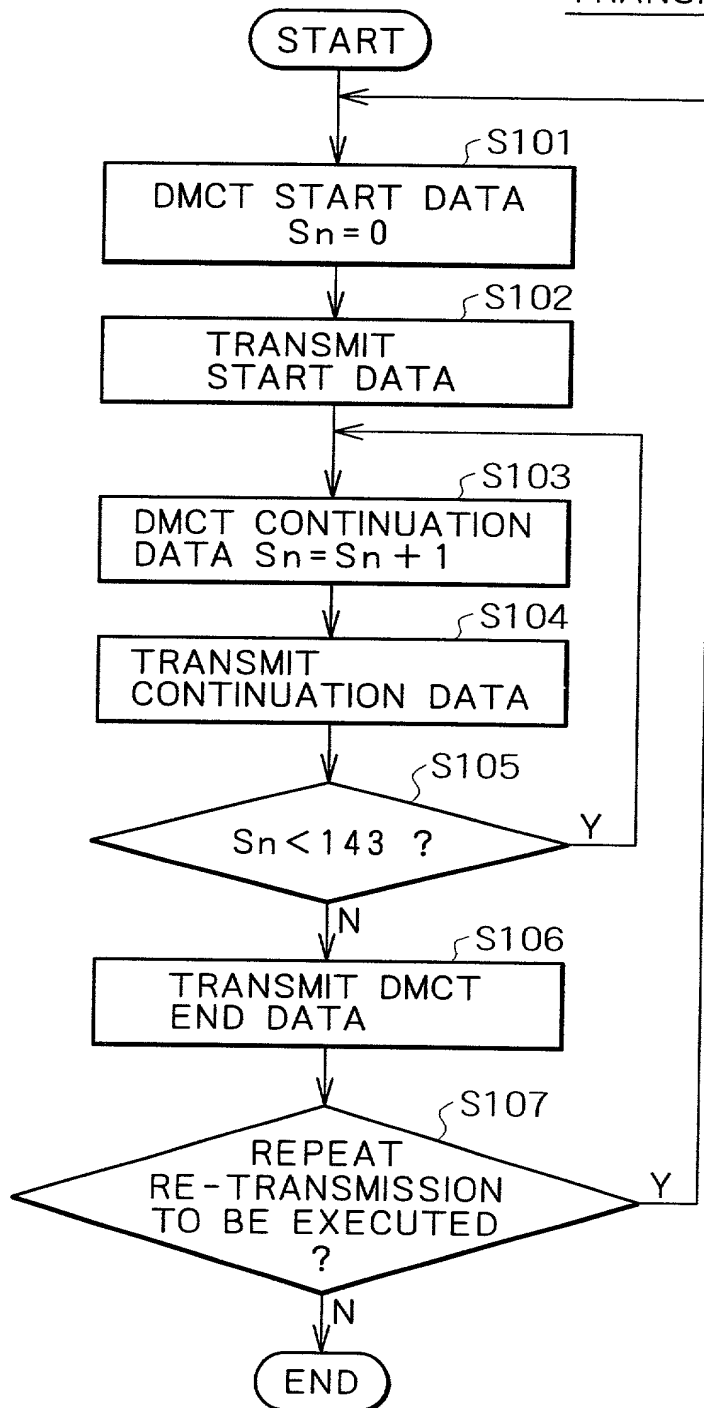 START
S101
DMCT START DATA
Sn=0
S102
TRANSMIT
START DATA
S103
DMCT CONTINUATION
DATA Sn=Sn+1
S104
TRANSMIT
CONTINUATION DATA
S105
Sn<143 ?
Y
N
S106
TRANSMIT DMCT
END DATA
S107
REPEAT
RE-TRANSMISSION
TO BE EXECUTED
?
Y
N
END